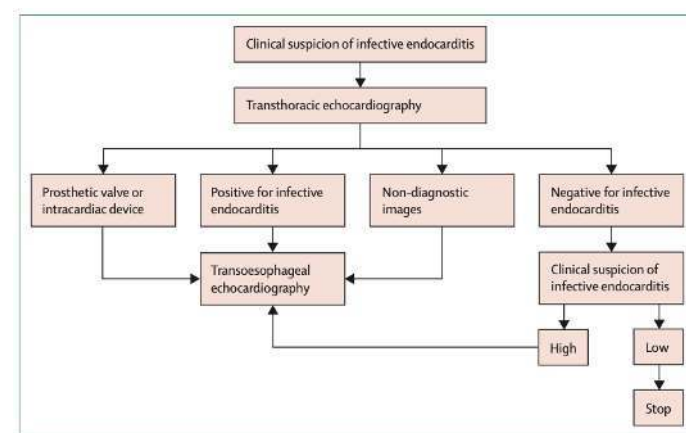 Clinical suspicion of infective endocarditis
Transthoracic echocardiography
Prosthetic valve or
intracardiac device
Positive for infective
endocarditis
Non-diagnostic
images
Negative for infective
endocarditis
Transoesophageal
echocardiography
Clinical suspicion of
infective endocarditis
High
Low
Stop